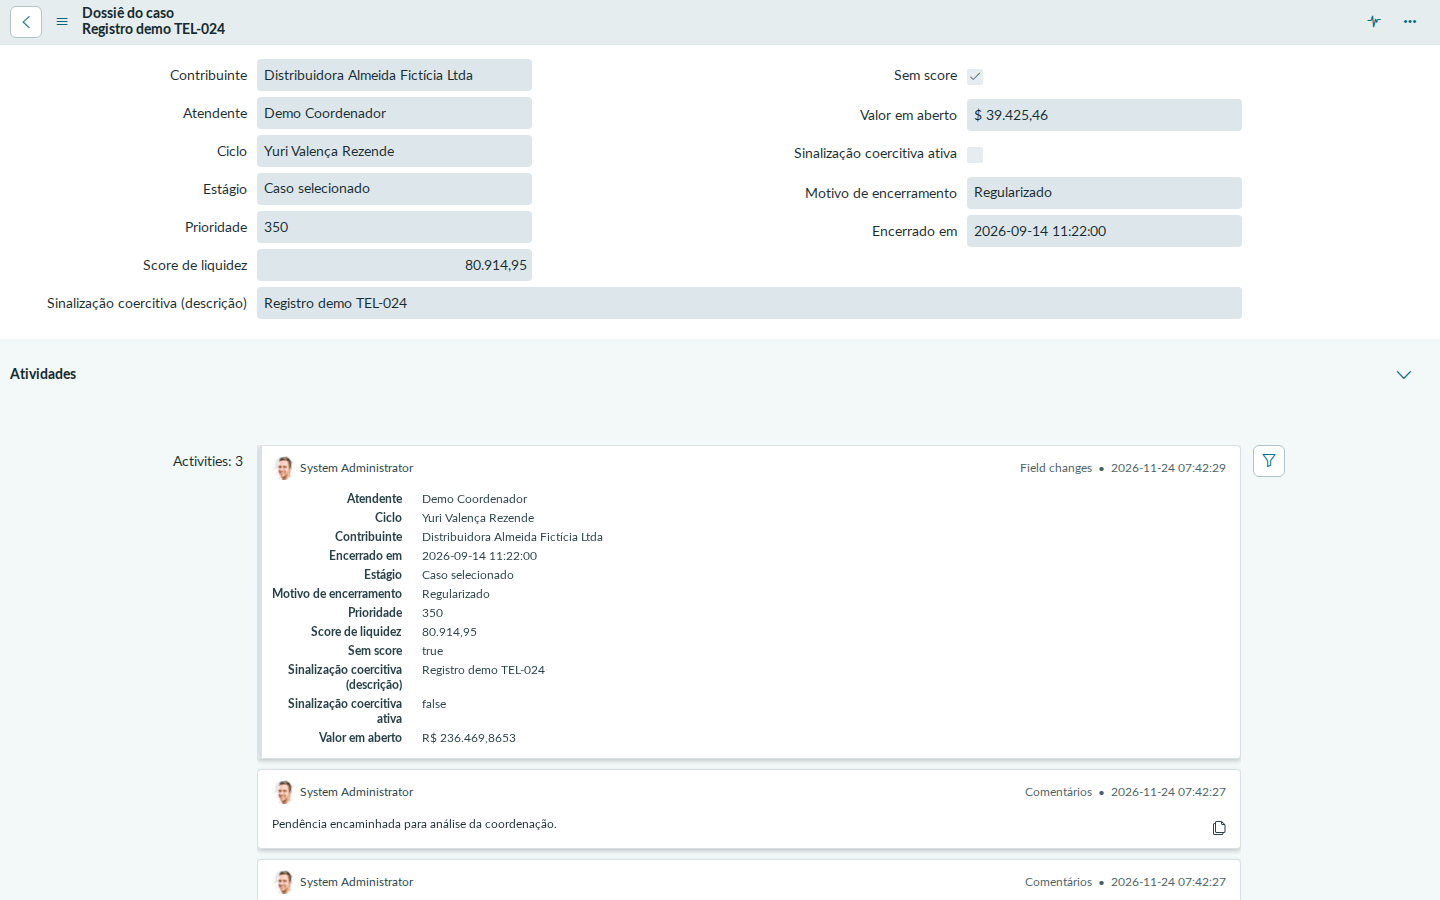 Dossiê do caso
Registro demo TEL-024
Contribuinte Distribuidora Almeida Fictícia Ltda
Atendente Demo Coordenador
Ciclo Yuri Valença Rezende
Estágio Caso selecionado
Prioridade 350
Score de liquidez 80.914,95
Sem score
Valor em aberto $ 39.425,46
Sinalização coercitiva ativa
Motivo de encerramento Regularizado
Encerrado em 2026-09-14 11:22:00
Sinalização coercitiva (descrição) Registro demo TEL-024
Atividades
Activities: 3
System Administrator Field changes • 2026-11-24 07:42:29
Atendente Demo Coordenador
Ciclo Yuri Valença Rezende
Contribuinte Distribuidora Almeida Fictícia Ltda
Encerrado em 2026-09-14 11:22:00
Estágio Caso selecionado
Motivo de encerramento Regularizado
Prioridade 350
Score de liquidez 80.914,95
Sem score true
Sinalização coercitiva Registro demo TEL-024
(descrição)
Sinalização coercitiva false
ativa
Valor em aberto R$ 236.469,8653
System Administrator Comentários • 2026-11-24 07:42:27
Pendência encaminhada para análise da coordenação.
System Administrator Comentários • 2026-11-24 07:42:27